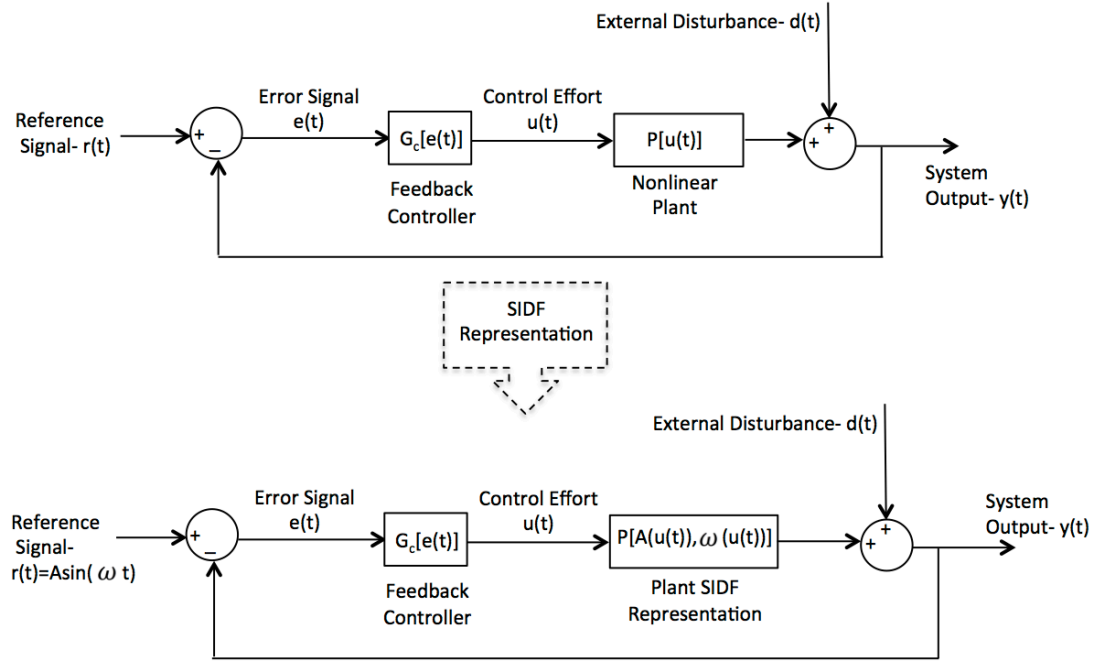 External Disturbance- d(t)
Error Signal
e(t)
Control Effort
u(t)
Reference
Signal- r(t)
+
−
G_c[e(t)]
P[u(t)]
+
+
Feedback
Controller
Nonlinear
Plant
System
Output- y(t)
SIDF
Representation
External Disturbance- d(t)
Error Signal
e(t)
Control Effort
u(t)
System
Output- y(t)
Reference
Signal-
r(t)=Asin( ω t)
+
−
G_c[e(t)]
P[A(u(t)),ω (u(t))]
+
+
Feedback
Controller
Plant SIDF
Representation